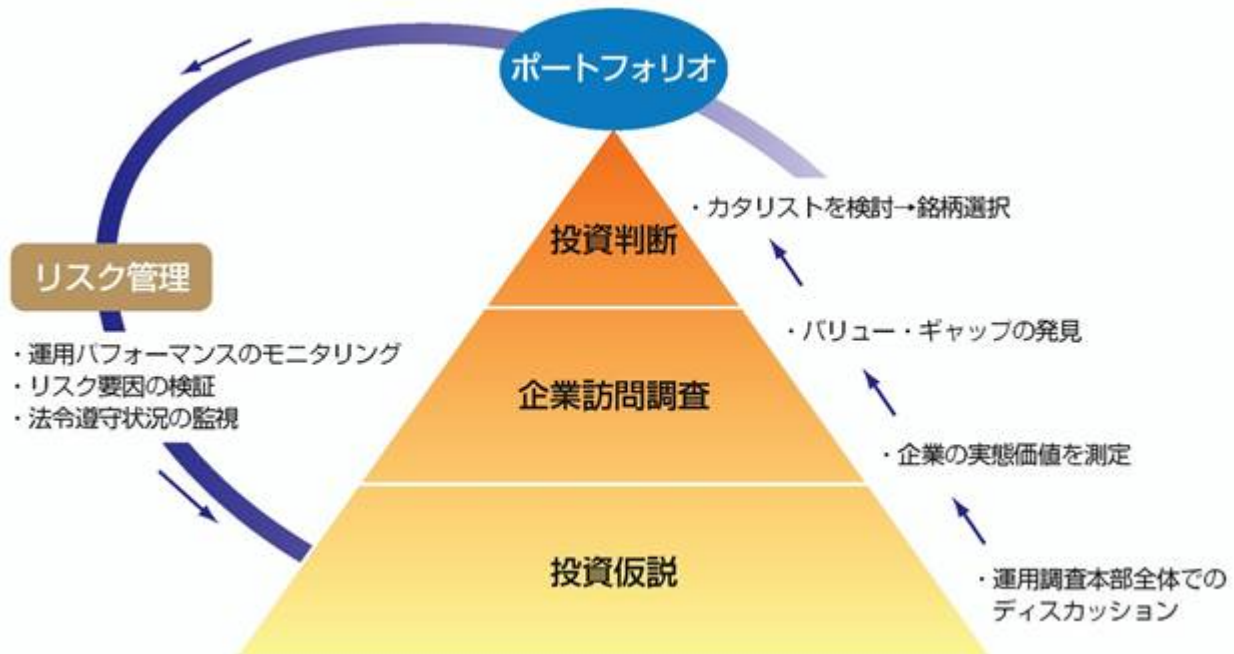 ポートフォリオ
・カタリストを検討→銘柄選択
投資判断
リスク管理
・バリュー・ギャップの発見
・運用パフォーマンスのモニタリング
・リスク要因の検証
・法令遵守状況の監視
企業訪問調査
・企業の実態価値を測定
投資仮説
・運用調査本部全体での
ディスカッション